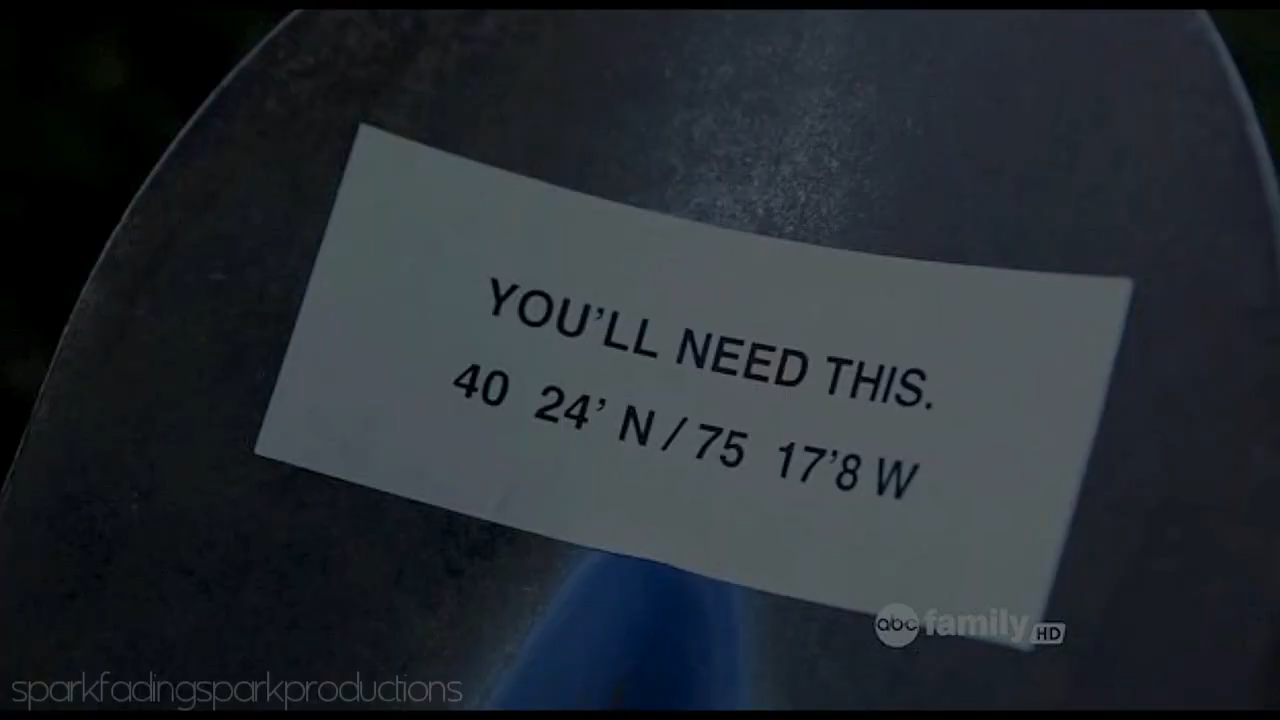 YOU'LL NEED THIS.
40 24' N / 75 17'8 W
abc family HD
sparkfadingsparkproductions